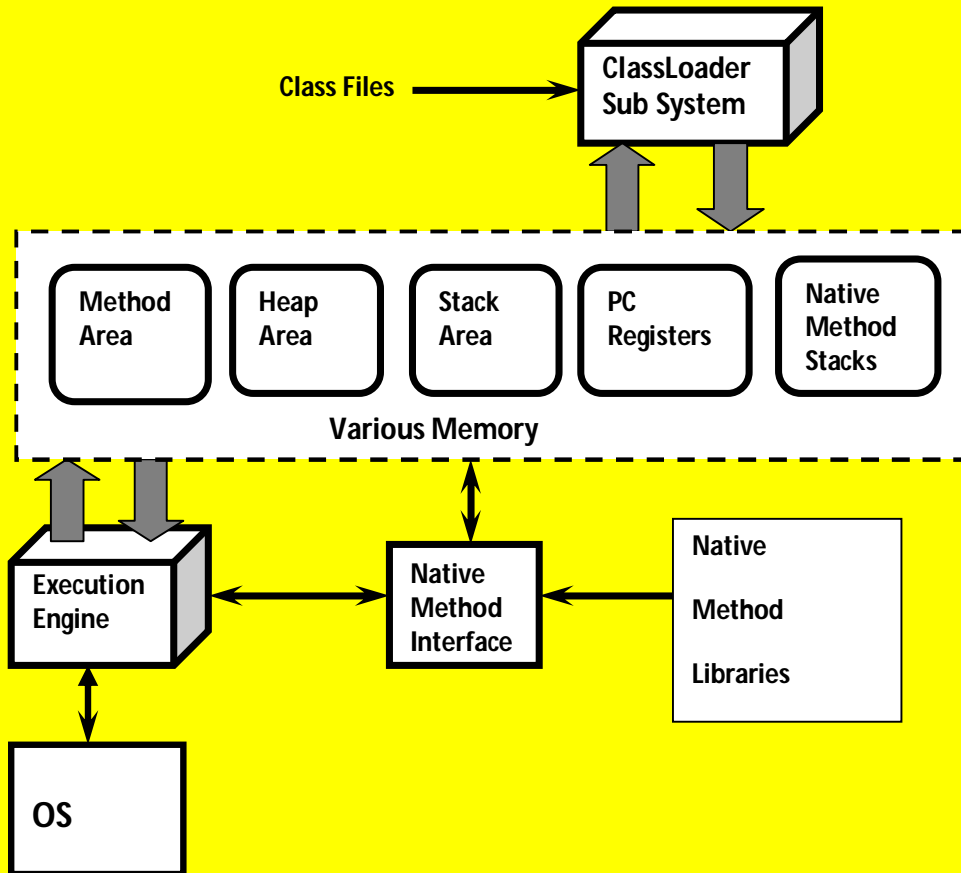 Class Files
ClassLoader
Sub System
Method
Area
Heap
Area
Stack
Area
PC
Registers
Native
Method
Stacks
Various Memory
Execution
Engine
Native
Method
Interface
Native
Method
Libraries
OS